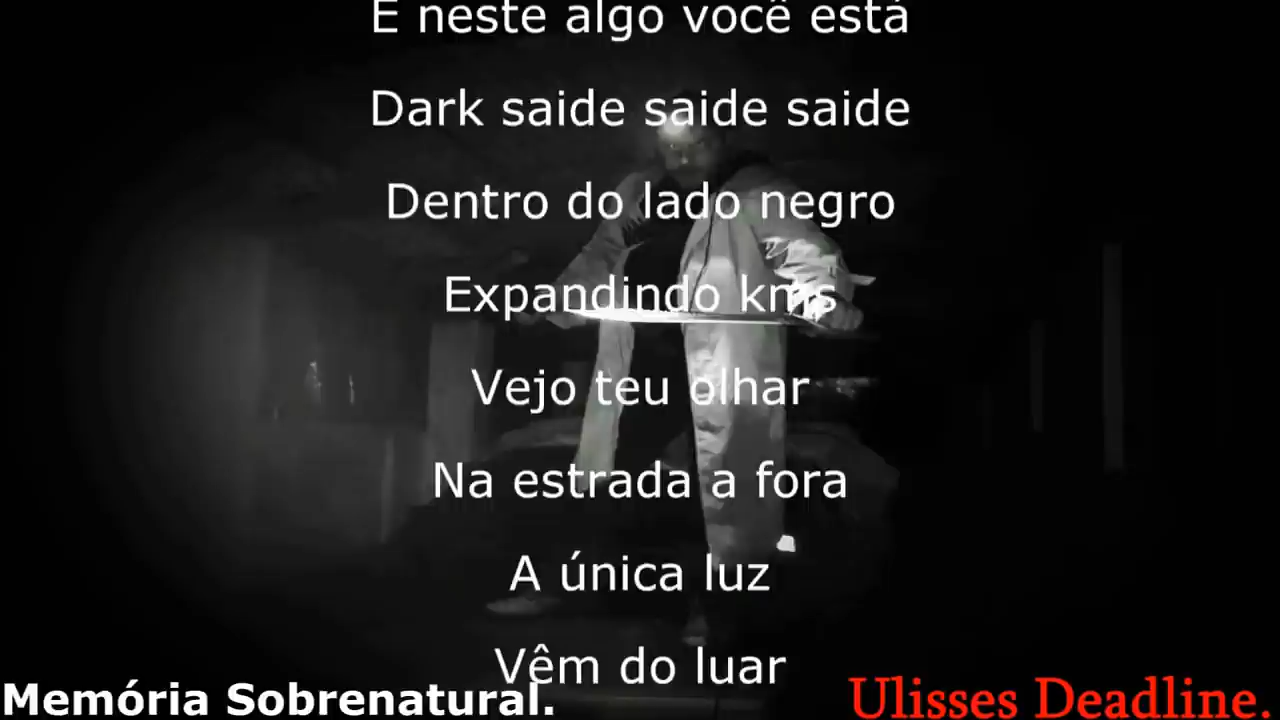 E neste algo você está
Dark saide saide saide
Dentro do lado negro
Expandindo kms
Vejo teu olhar
Na estrada a fora
A única luz
Vêm do luar
Memória Sobrenatural.
Ulisses Deadline.